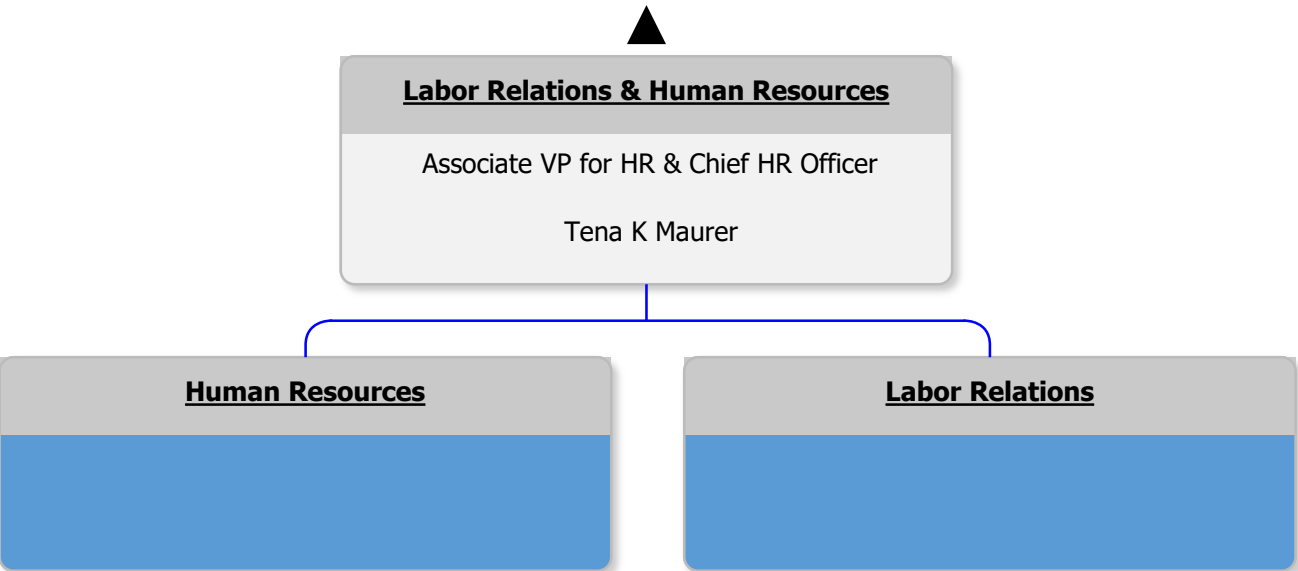 Labor Relations & Human Resources
Associate VP for HR & Chief HR Officer
Tena K Maurer
Human Resources
Labor Relations